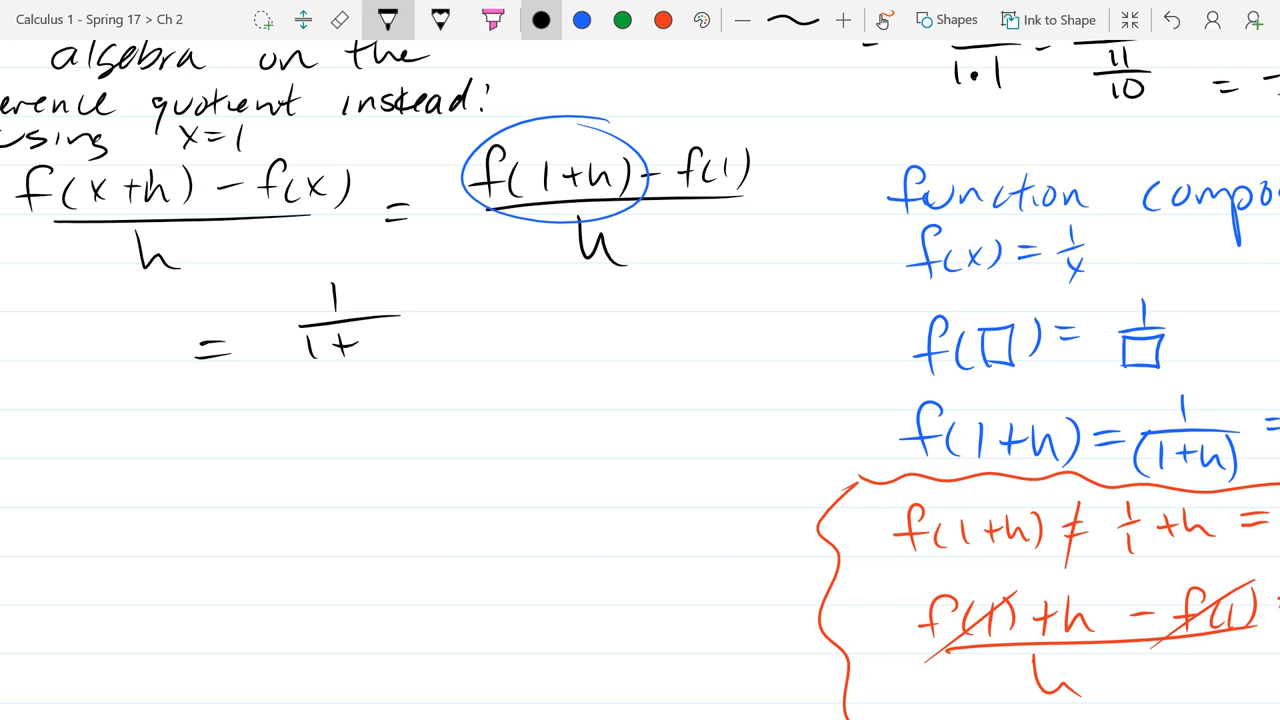 Calculus 1 - Spring 17 > Ch 2
Shapes
Ink to Shape
algebra on the
erence quotient instead:
using x=1
f(x+h) - f(x) / h = f(1+h) - f(1) / h
= 1 / 1+
1.1
11/10 =
function compo
f(x) = 1/x
f(□) = 1/□
f(1+h) = 1/(1+h) =
f(1+h) ≠ 1/1 + h =
f(1) + h - f(1) / h